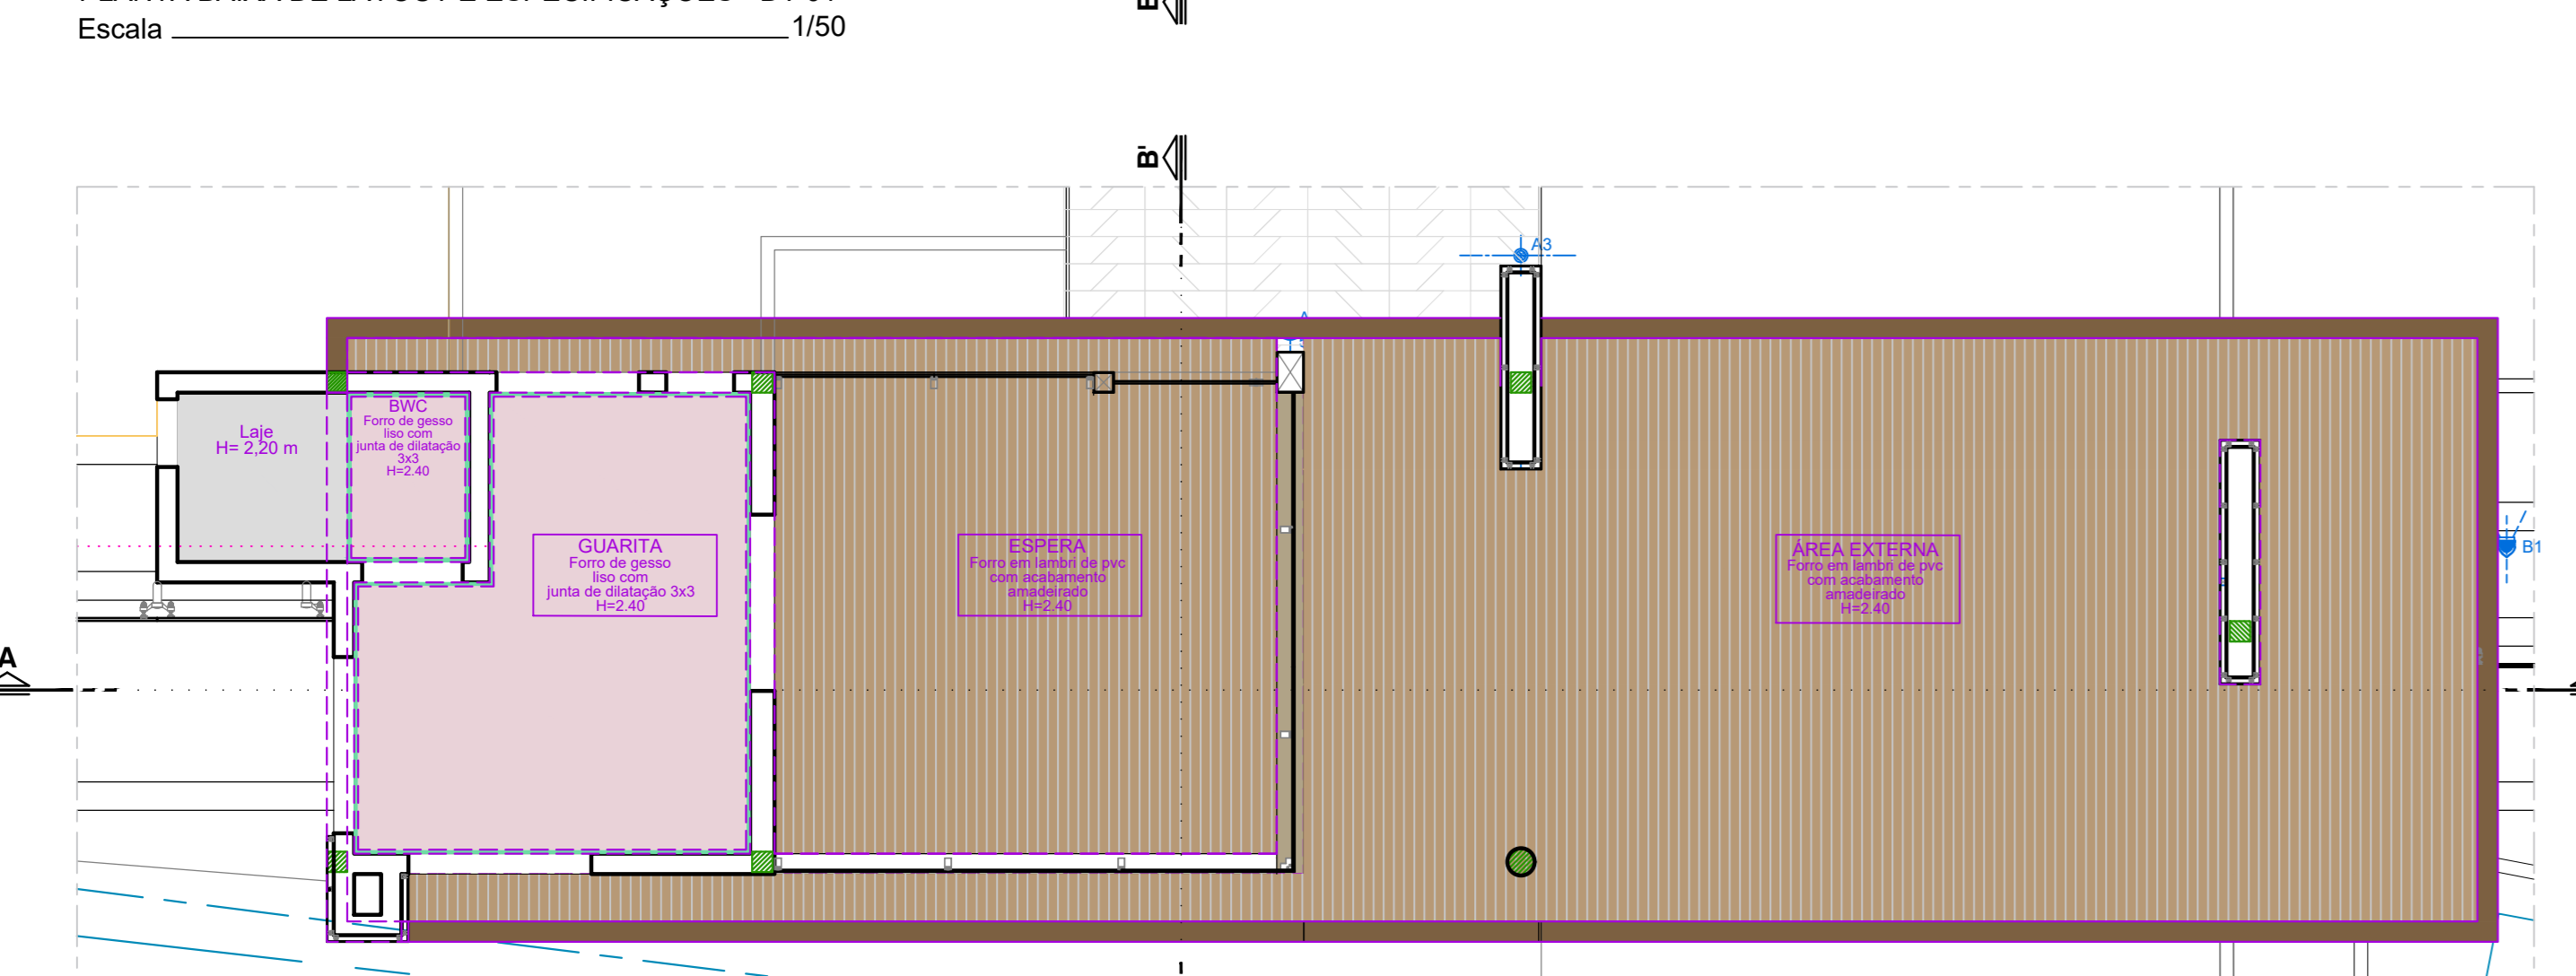 Escala 1/50
B'
A3
BWC
Forro de gesso
liso com
junta de dilatação
3x3
H=2.40
Laje
H= 2,20 m
GUARITA
Forro de gesso
liso com
junta de dilatação 3x3
H=2.40
ESPERA
Forro em lambri de pvc
com acabamento
amadeirado
H=2.40
ÁREA EXTERNA
Forro em lambri de pvc
com acabamento
amadeirado
H=2.40
B1
A